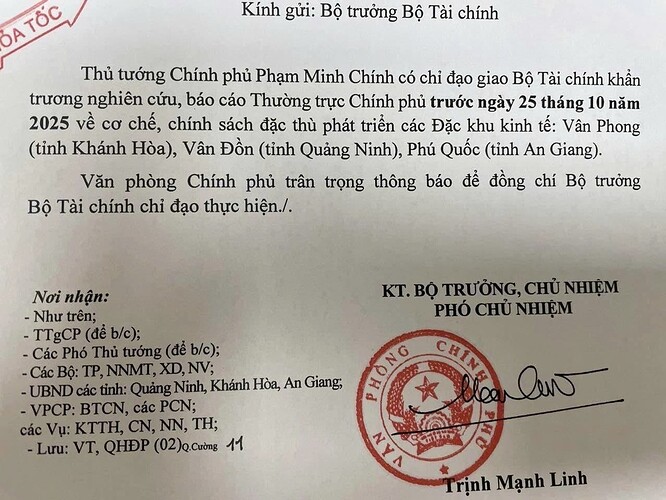 HỎA TỐC
Kính gửi: Bộ trưởng Bộ Tài chính
Thủ tướng Chính phủ Phạm Minh Chính có chỉ đạo giao Bộ Tài chính khẩn
trương nghiên cứu, báo cáo Thường trực Chính phủ trước ngày 25 tháng 10 năm
2025 về cơ chế, chính sách đặc thù phát triển các Đặc khu kinh tế: Vân Phong
(tỉnh Khánh Hòa), Vân Đồn (tỉnh Quảng Ninh), Phú Quốc (tỉnh An Giang).
Văn phòng Chính phủ trân trọng thông báo để đồng chí Bộ trưởng
Bộ Tài chính chỉ đạo thực hiện./.
Nơi nhận:
- Như trên;
- TTgCP (để b/c);
- Các Phó Thủ tướng (để b/c);
- Các Bộ: TP, NNMT, XD, NV;
- UBND các tỉnh: Quảng Ninh, Khánh Hòa, An Giang;
- VPCP: BTCN, các PCN;
các Vụ: KTTH, CN, NN, TH;
- Lưu: VT, QHĐP (02)Q.Cường 11
KT. BỘ TRƯỞNG, CHỦ NHIỆM
PHÓ CHỦ NHIỆM
VĂN PHÒNG CHÍNH PHỦ
Trịnh Mạnh Linh